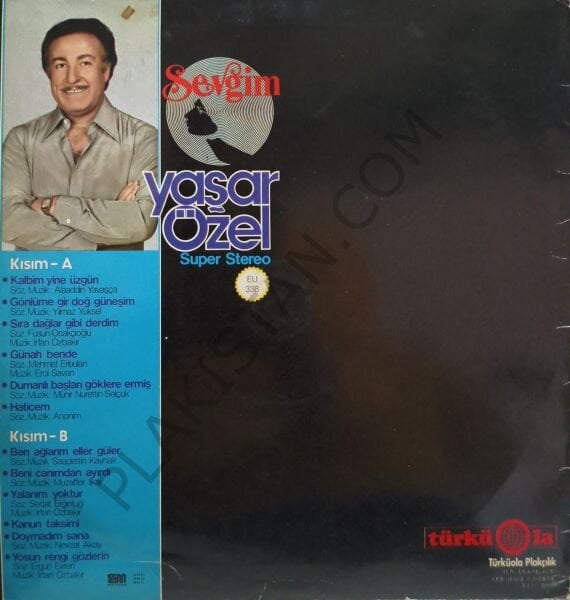 Sevgim
yaşar
Özel
Super Stereo
EU
338
Kısım - A
Kalbim yine üzgün
Söz. Müzik: Alaaddin Yavaşça
Gönlüme gir doğ güneşim
Söz. Müzik: Yılmaz Yüksel
Sıra dağlar gibi derdim
Söz: Füsun Ocakçıoğlu
Müzik: İrfan Özbakır
Günah bende
Söz: Mehmet Erbulan
Müzik: Erol Sayan
Dumanlı başları göklere ermiş
Söz. Müzik: Münir Nurettin Selçuk
Haticem
Söz. Müzik: Anonim
Kısım - B
Ben ağlarım eller güler
Söz. Müzik: Saadettin Kaynak
Beni canımdan ayırdı
Söz. Müzik: Muzaffer İlkar
Yalanım yoktur
Söz: Sedat Ergintuğ
Müzik: İrfan Özbakır
Kanun taksimi
Doymadım sana
Söz. Müzik: Nevzat Akay
Yosun rengi gözlerin
Söz: Ergun Evren
Müzik: İrfan Özbakır
türküola
Türküola Plakçılık
PLAKISTAN.COM